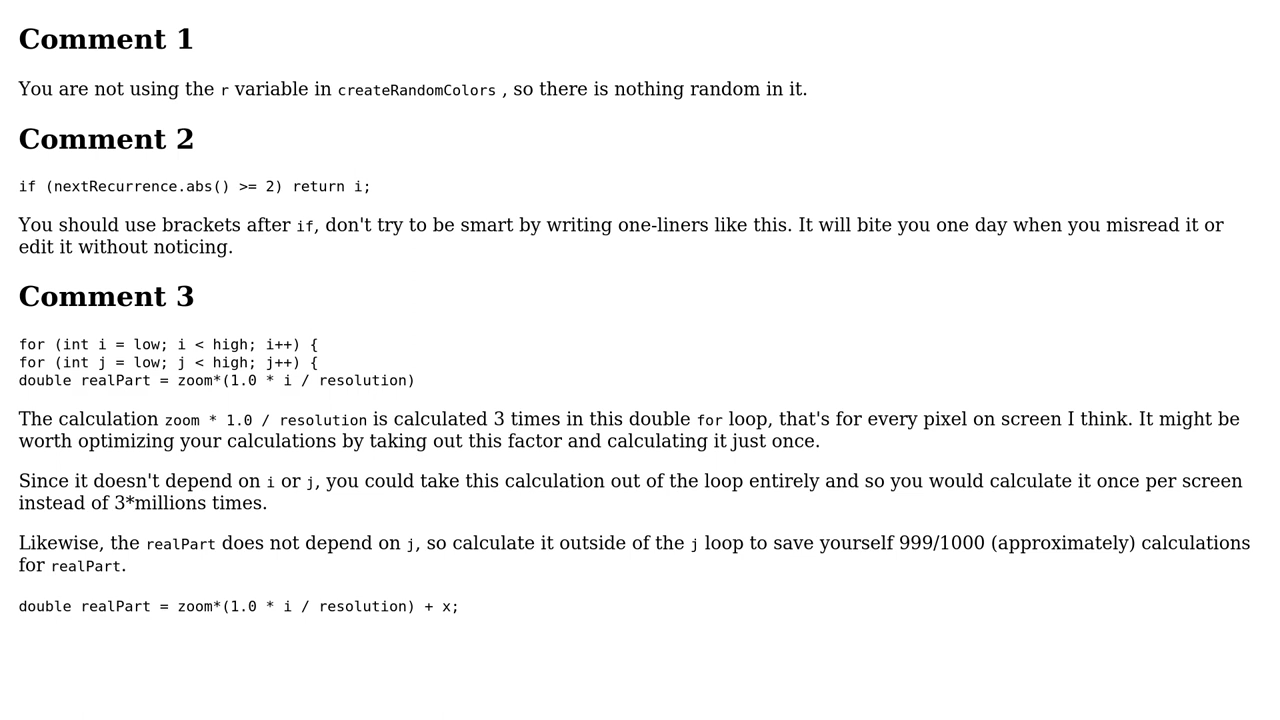 Comment 1
You are not using the r variable in createRandomColors , so there is nothing random in it.
Comment 2
if (nextRecurrence.abs() >= 2) return i;
You should use brackets after if, don't try to be smart by writing one-liners like this. It will bite you one day when you misread it or
edit it without noticing.
Comment 3
for (int i = low; i < high; i++) {
for (int j = low; j < high; j++) {
double realPart = zoom*(1.0 * i / resolution)
The calculation zoom * 1.0 / resolution is calculated 3 times in this double for loop, that's for every pixel on screen I think. It might be
worth optimizing your calculations by taking out this factor and calculating it just once.
Since it doesn't depend on i or j, you could take this calculation out of the loop entirely and so you would calculate it once per screen
instead of 3*millions times.
Likewise, the realPart does not depend on j, so calculate it outside of the j loop to save yourself 999/1000 (approximately) calculations
for realPart.
double realPart = zoom*(1.0 * i / resolution) + x;